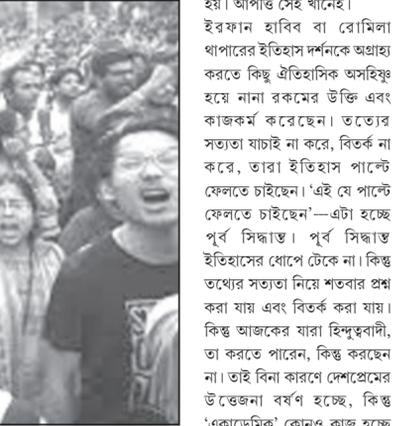 হয়। আপত্তি সেই খানেই।
ইরফান হাবিব বা রোমিলা
থাপারের ইতিহাস দর্শনকে অগ্রাহ্য
করতে কিছু ঐতিহাসিক অসহিষ্ণু
হয়ে নানা রকমের উক্তি এবং
কাজকর্ম করেছেন। তত্যের
সত্যতা যাচাই না করে, বিতর্ক না
করে, তারা ইতিহাস পাল্টে
ফেলতে চাইছেন। ‘এই যে পাল্টে
ফেলতে চাইছেন’—এটা হচ্ছে
পূর্ব সিদ্ধান্ত। পূর্ব সিদ্ধান্ত
ইতিহাসের ধোপে টেকে না। কিন্তু
তথ্যের সত্যতা নিয়ে শতবার প্রশ্ন
করা যায় এবং বিতর্ক করা যায়।
কিন্তু আজকের যারা হিন্দুত্ববাদী,
তা করতে পারেন, কিন্তু করছেন
না। তাই বিনা কারণে দেশপ্রেমের
উত্তেজনা বর্ষণ হচ্ছে, কিন্তু
‘একাডেমিক’ কোনও কাজ হচ্ছে